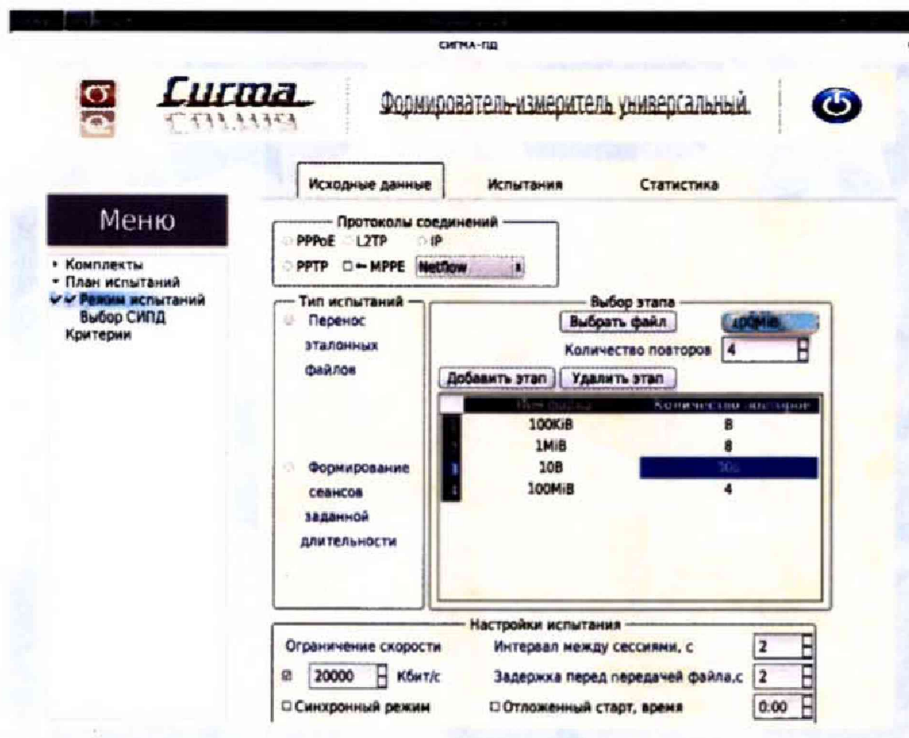 СИГМА-ПД
Сигма
Формирователь-измеритель универсальный
Исходные данные
Испытания
Статистика
Меню
Комплекты
План испытаний
Режим испытаний
Выбор СИПД
Критерии
Протоколы соединений
PPPoE L2TP IP
PPTP ← MPPE Netflow
Тип испытаний
Перенос
эталонных
файлов
Формирование
сеансов
заданной
длительности
Выбор этапа
Выбрать файл 100MiB
Количество повторов 4
Добавить этап Удалить этап
Количество повторов
100KiB 8
1MiB 8
3 10B
100MiB 4
Настройки испытания
Ограничение скорости
20000 Кбит/с
Синхронный режим
Интервал между сессиями, с 2
Задержка перед передачей файла,с 2
Отложенный старт, время 0:00